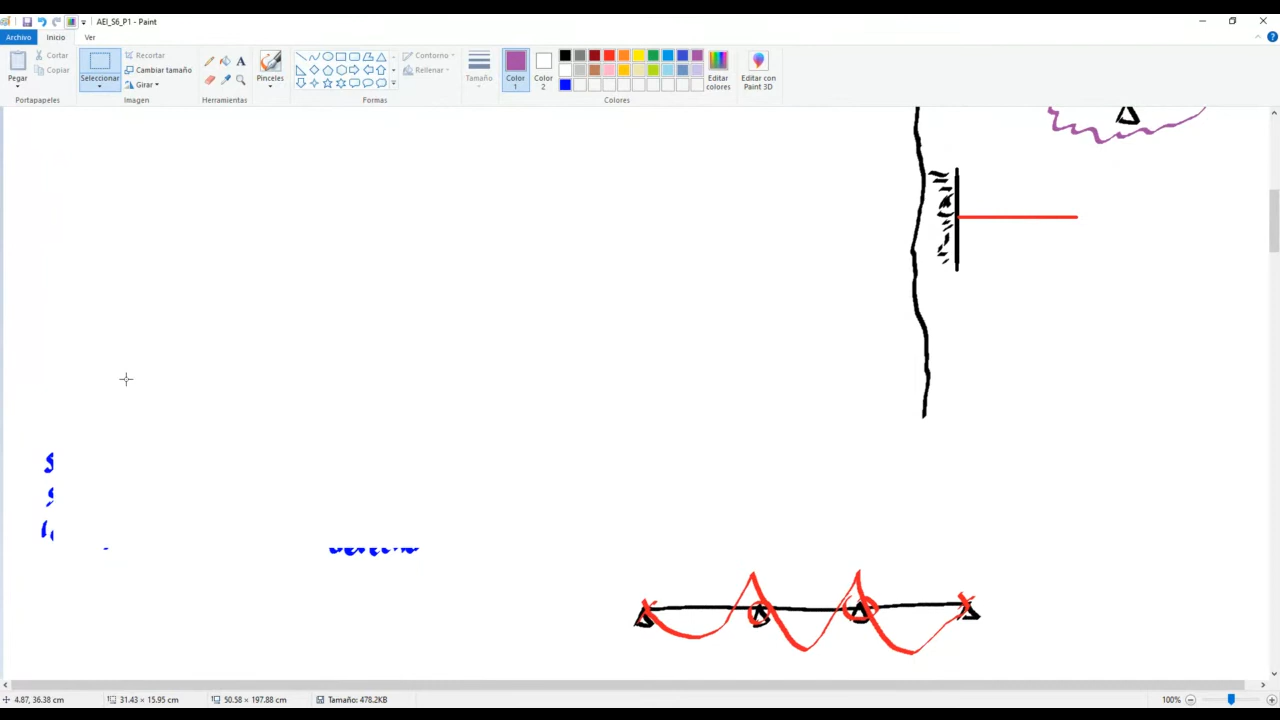 AEI_S6_P1 - Paint
Archivo Inicio Ver
Pegar
Cortar
Copiar
Portapapeles
Seleccionar
Recortar
Cambiar tamaño
Girar
Imagen
A
Herramientas
Pinceles
Contorno
Rellenar
Formas
Tamaño
Color 1
Color 2
Editar colores
Colores
Editar con Paint 3D
4.87, 36.38 cm
31.43 × 15.95cm
50.58 × 197.88 cm
Tamaño: 478.2KB
100%